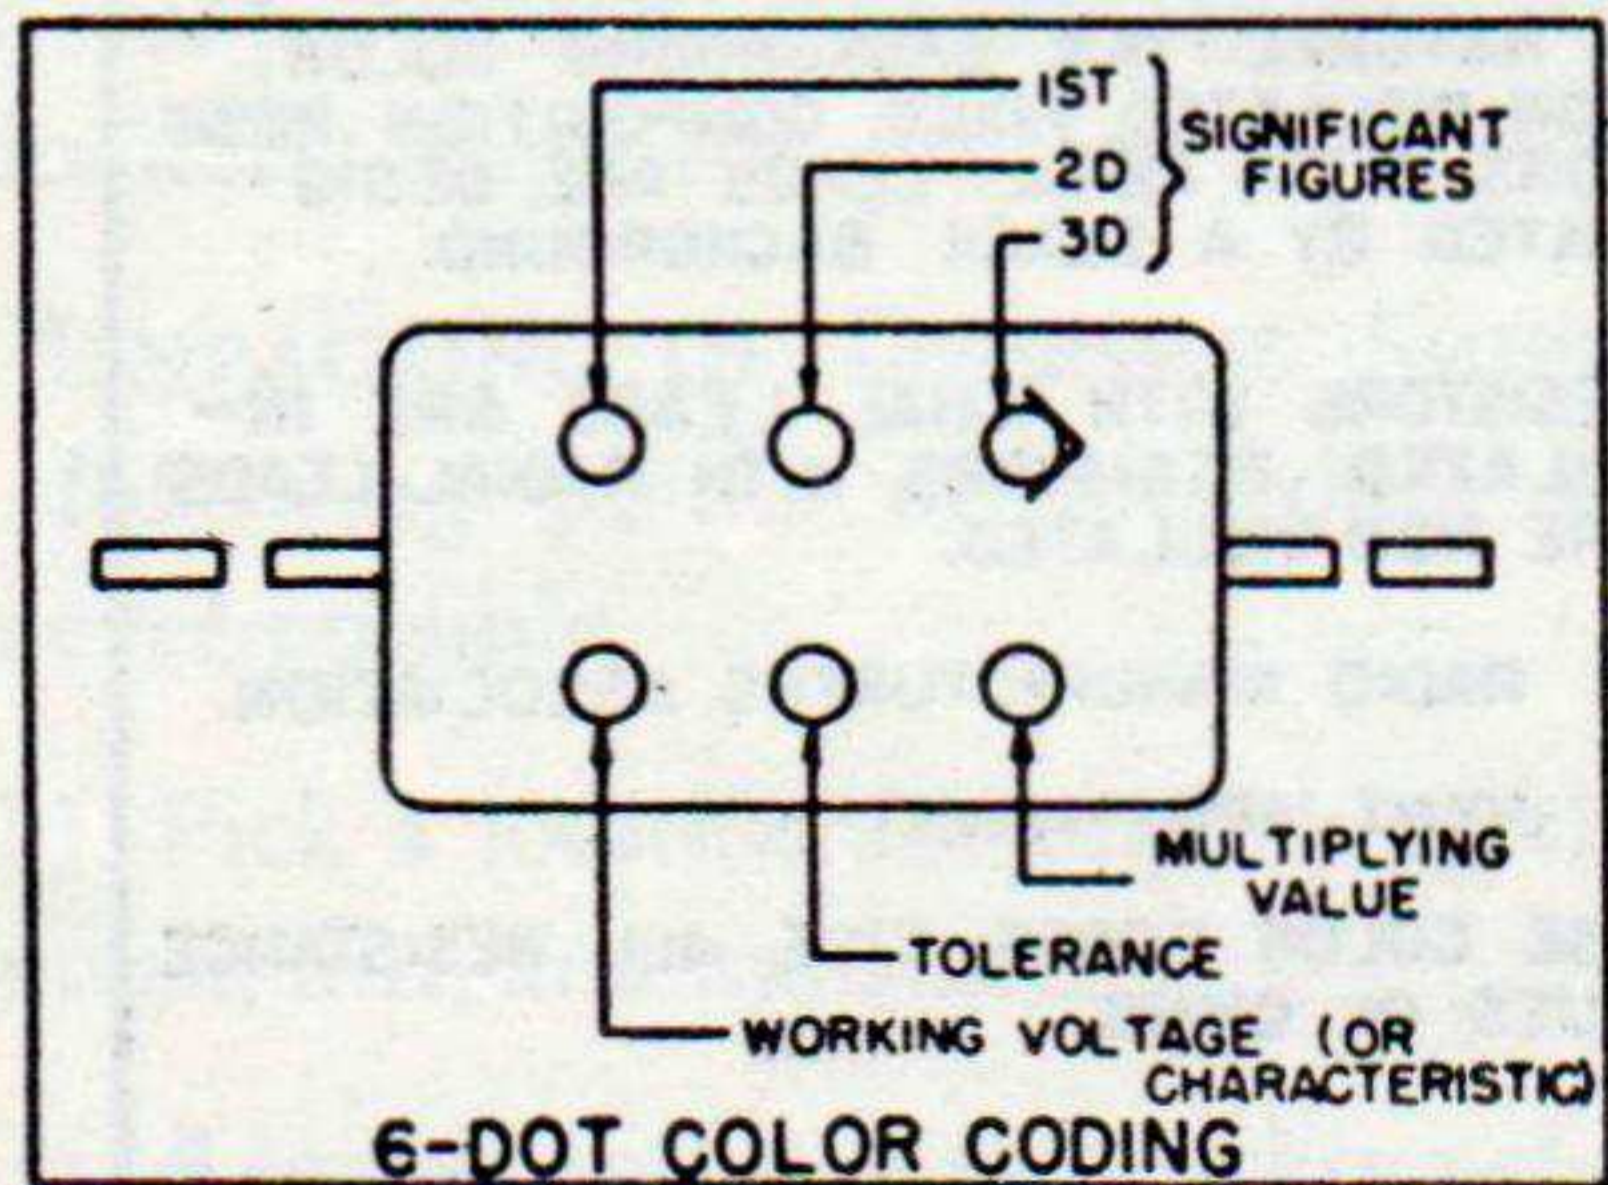 1ST
2D
3D
SIGNIFICANT
FIGURES
MULTIPLYING
VALUE
TOLERANCE
WORKING VOLTAGE (OR
CHARACTERISTIC)
6-DOT COLOR CODING